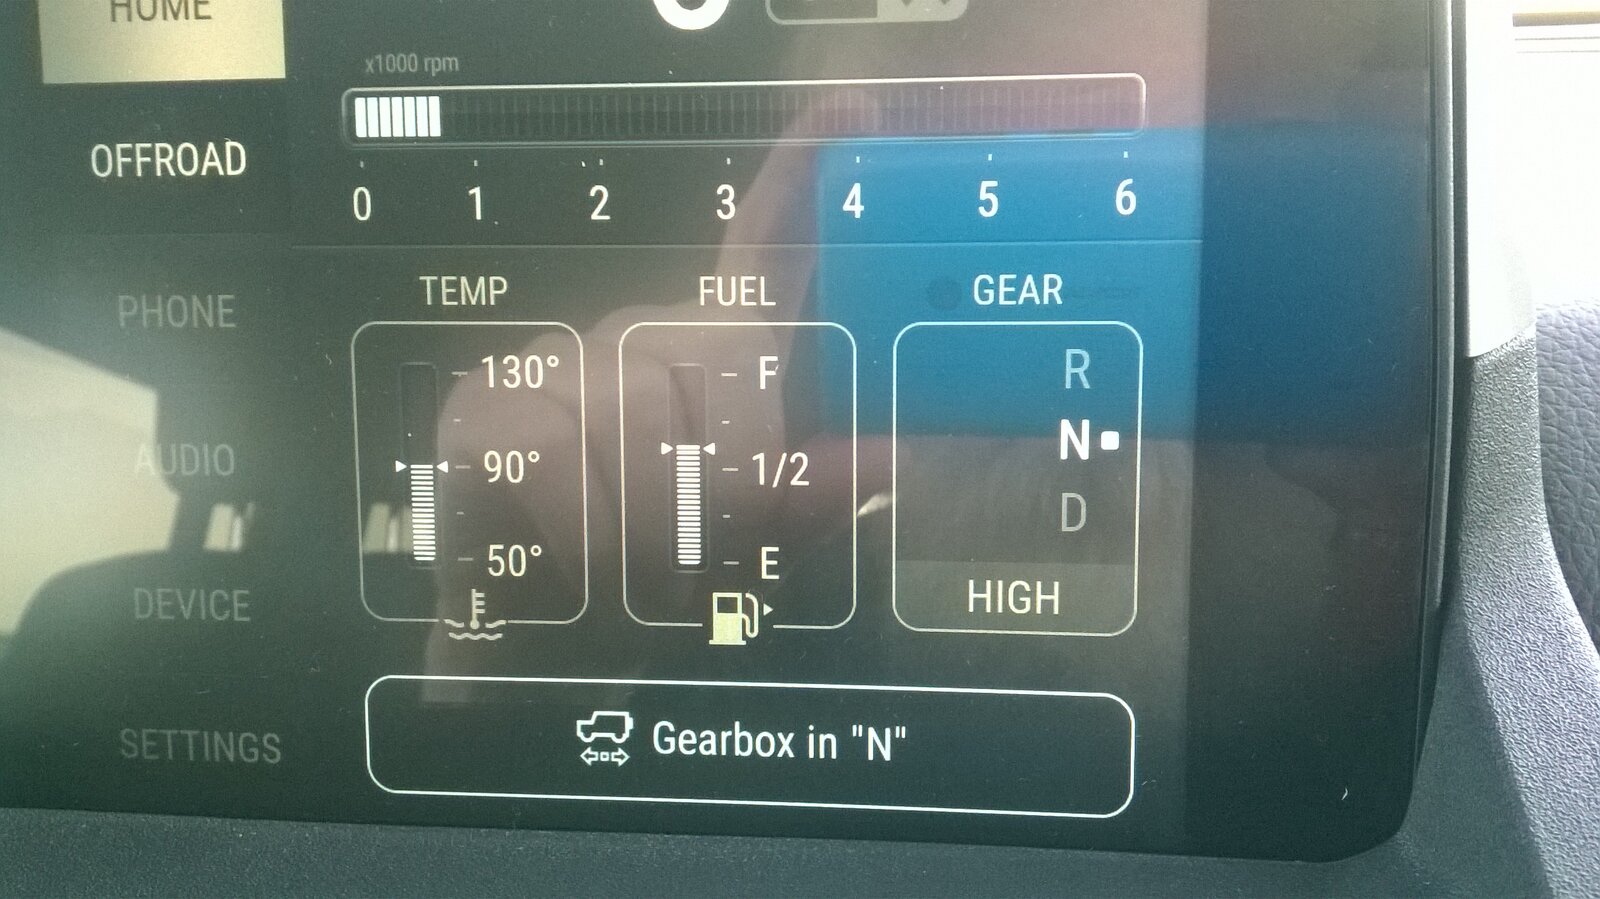 HOME
x1000 rpm
OFFROAD
0 1 2 3 4 5 6
TEMP FUEL GEAR
PHONE
130° F R
AUDIO
90° 1/2 N
D
50° E
DEVICE
HIGH
SETTINGS
Gearbox in "N"